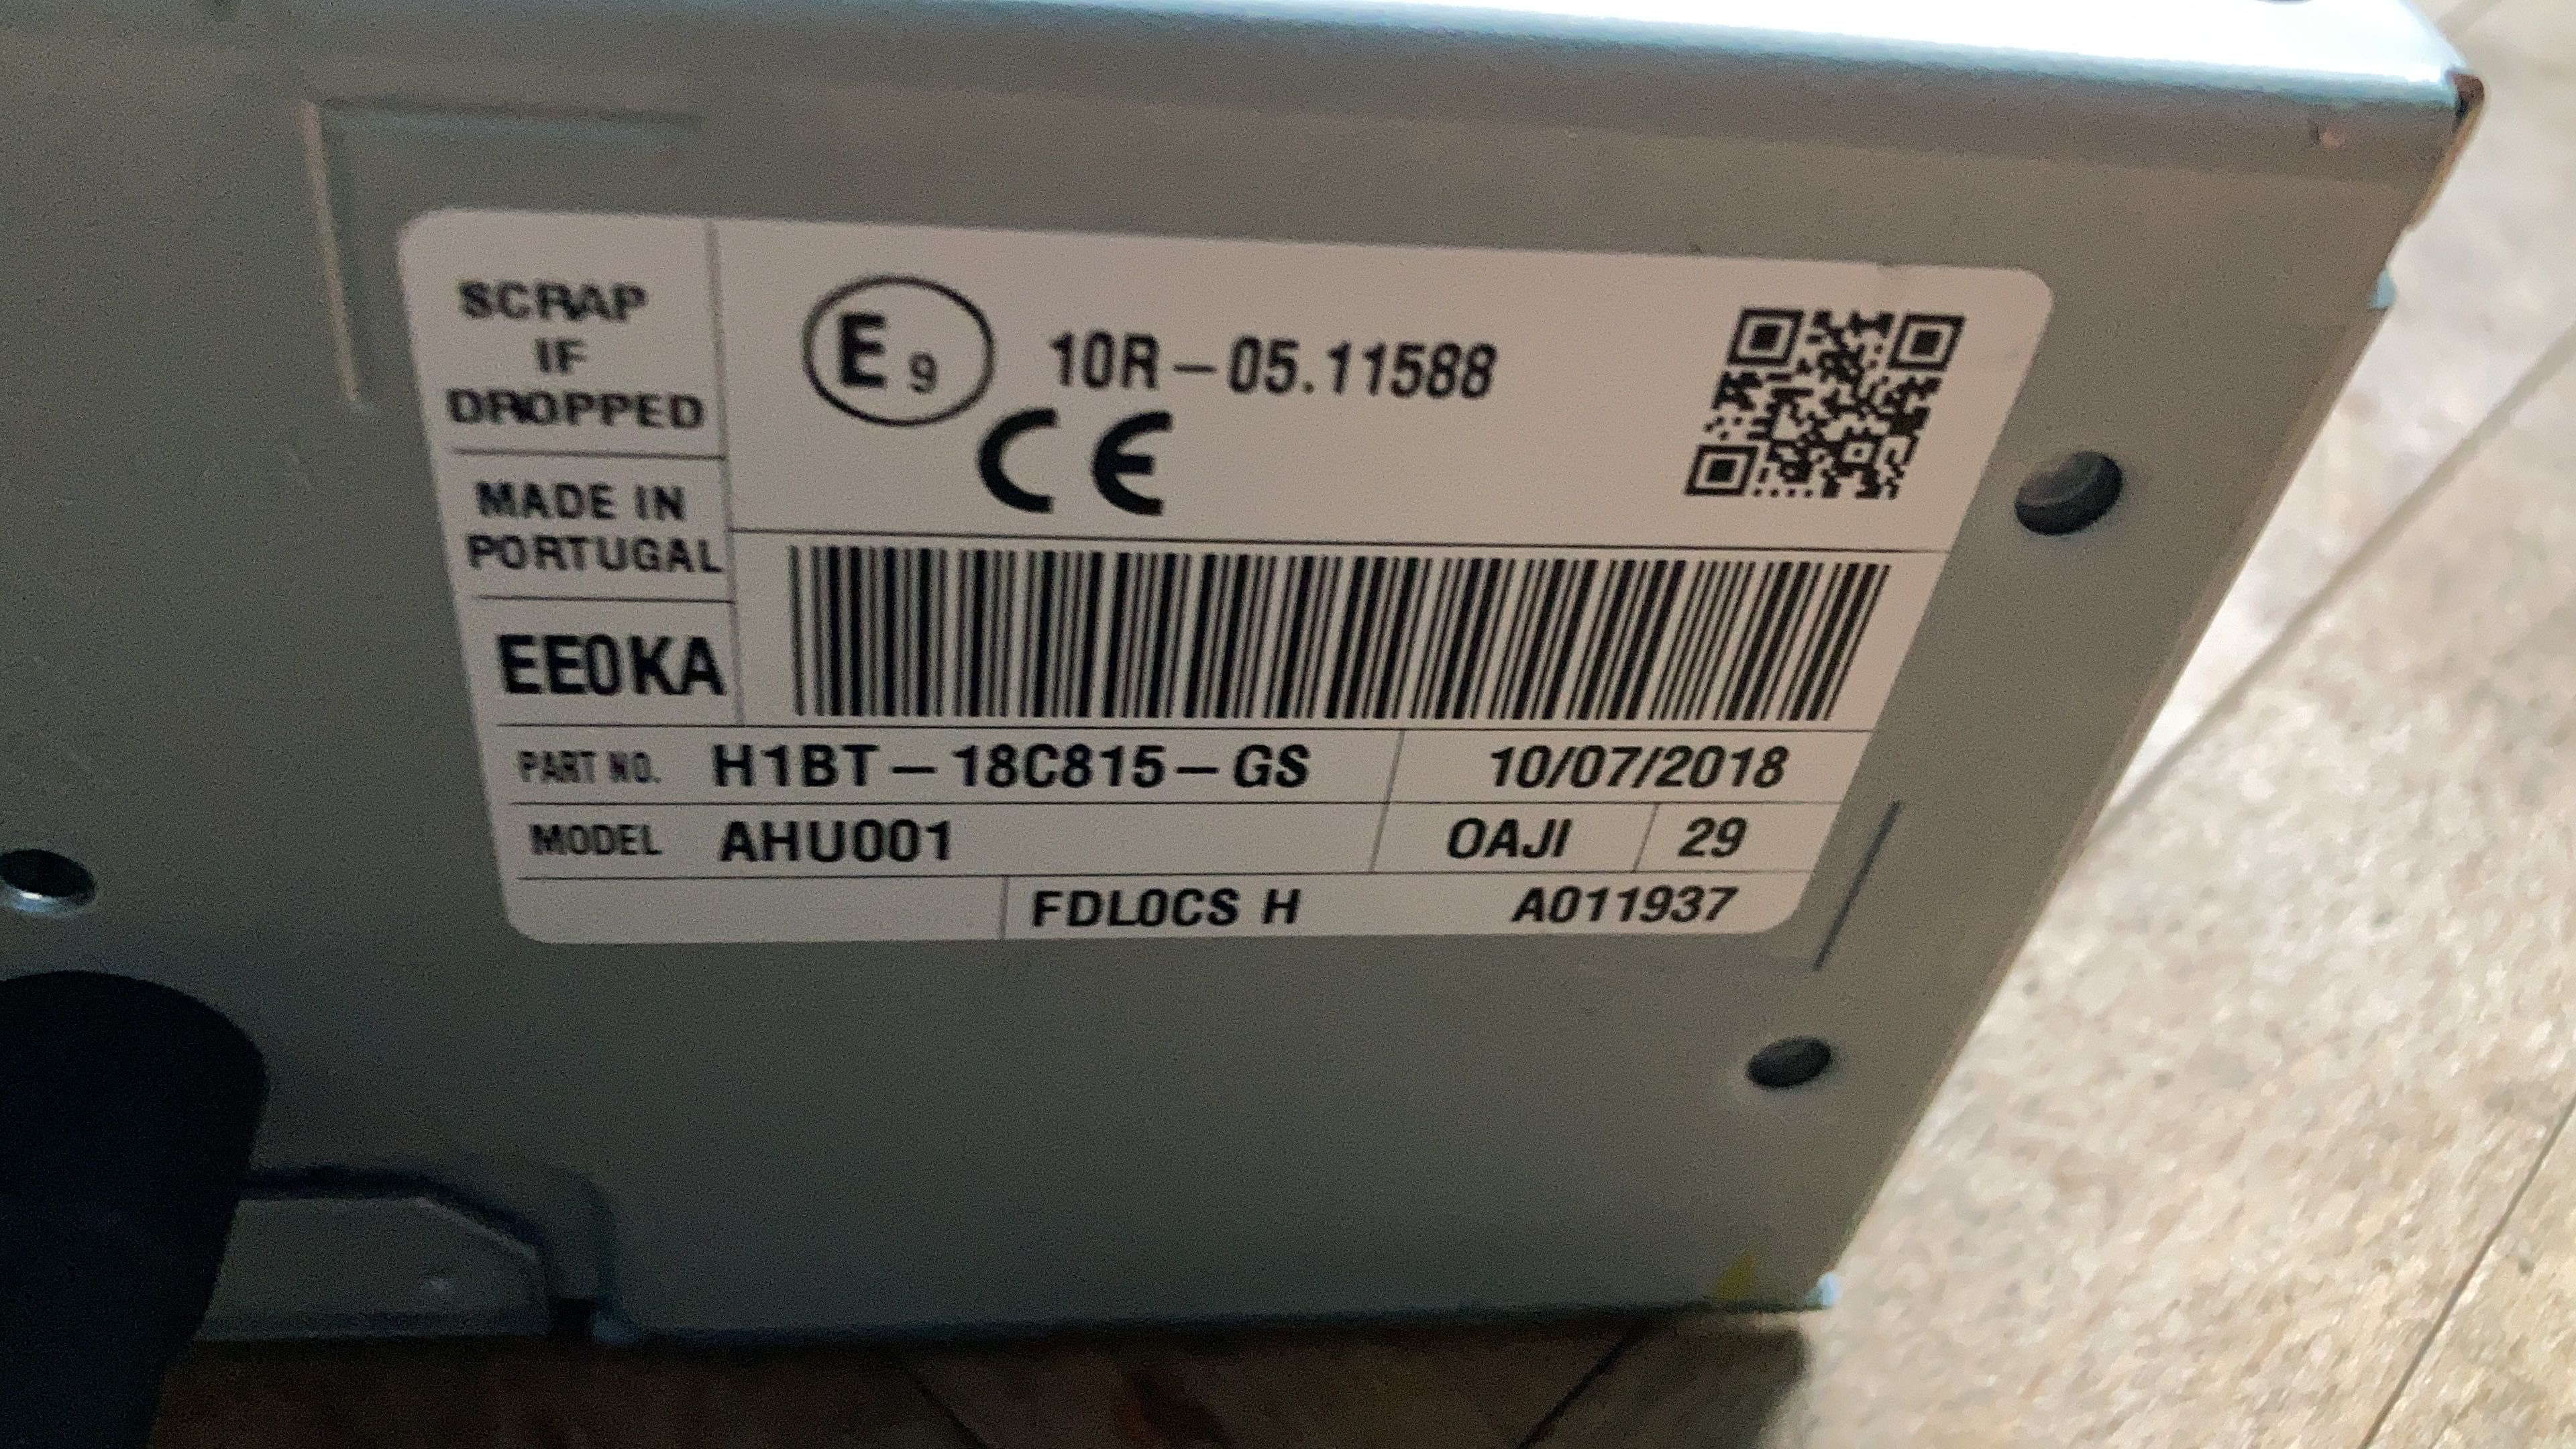 SCRAP
IF
DROPPED
MADE IN
PORTUGAL
EE0KA
E9 10R-05.11588
CE
PART NO. H1BT-18C815-GS 10/07/2018
MODEL AHU001 OAJI 29
FDL0CS H A011937